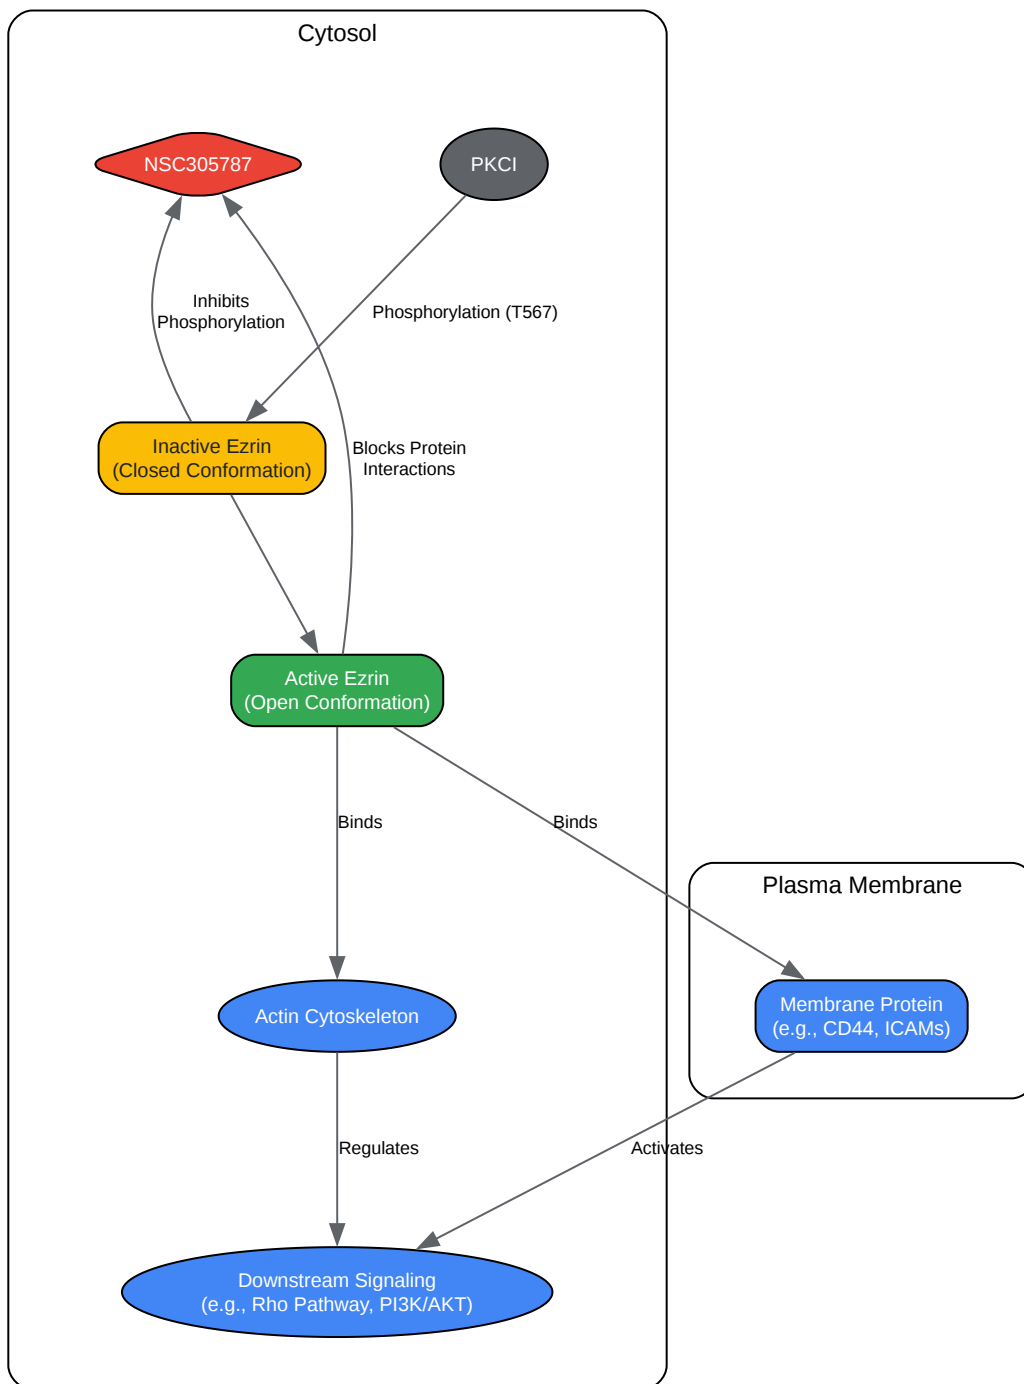 Cytosol
NSC305787
PKCI
Inhibits
Phosphorylation
Phosphorylation (T567)
Inactive Ezrin
(Closed Conformation)
Blocks Protein
Interactions
Active Ezrin
(Open Conformation)
Binds
Binds
Plasma Membrane
Actin Cytoskeleton
Membrane Protein
(e.g., CD44, ICAMs)
Regulates
Activates
Downstream Signaling
(e.g., Rho Pathway, PI3K/AKT)